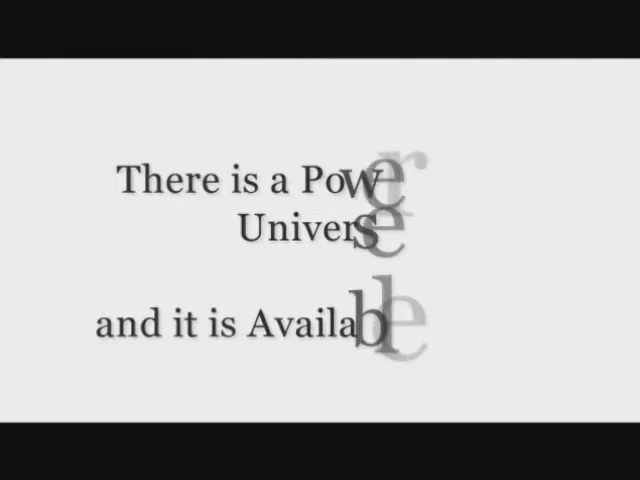 There is a Power
Universe
and it is Available